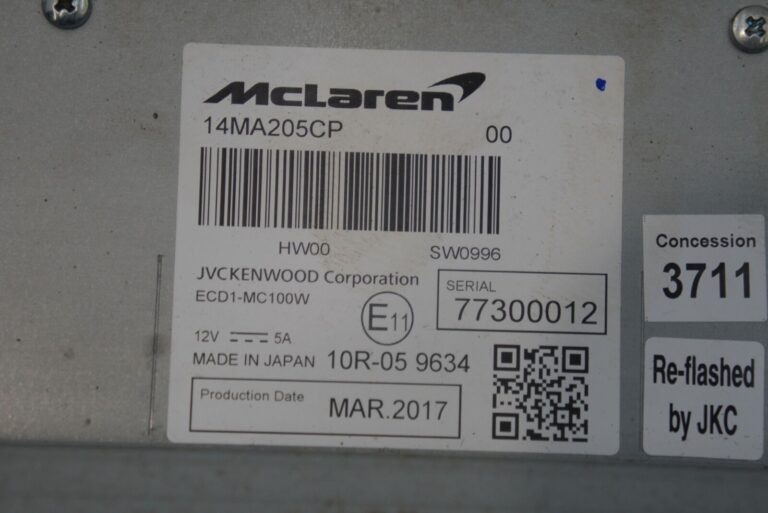 McLaren
14MA205CP 00
HW00 SW0996
JVCKENWOOD Corporation
ECD1-MC100W
SERIAL
77300012
E11
12V 5A
MADE IN JAPAN 10R-05 9634
Production Date
MAR.2017
Concession
3711
Re-flashed
by JKC